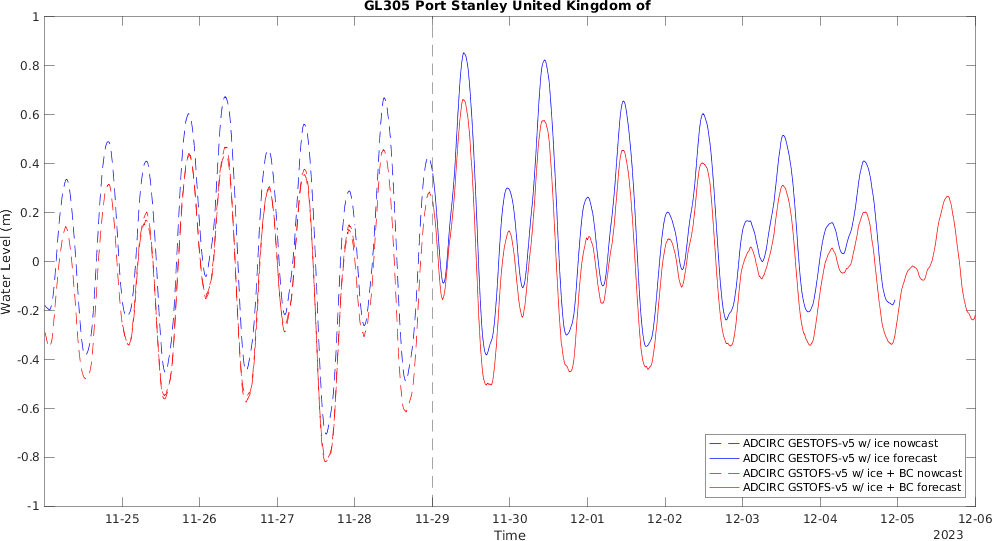 GL305 Port Stanley United Kingdom of
1
0.8
0.6
0.4
0.2
0
-0.2
-0.4
-0.6
-0.8
-1
Water Level (m)
ADCIRC GESTOFS-v5 w/ ice nowcast
ADCIRC GESTOFS-v5 w/ ice forecast
ADCIRC GSTOFS-v5 w/ ice + BC nowcast
ADCIRC GSTOFS-v5 w/ ice + BC forecast
11-25 11-26 11-27 11-28 11-29 11-30 12-01 12-02 12-03 12-04 12-05 12-06
Time
2023